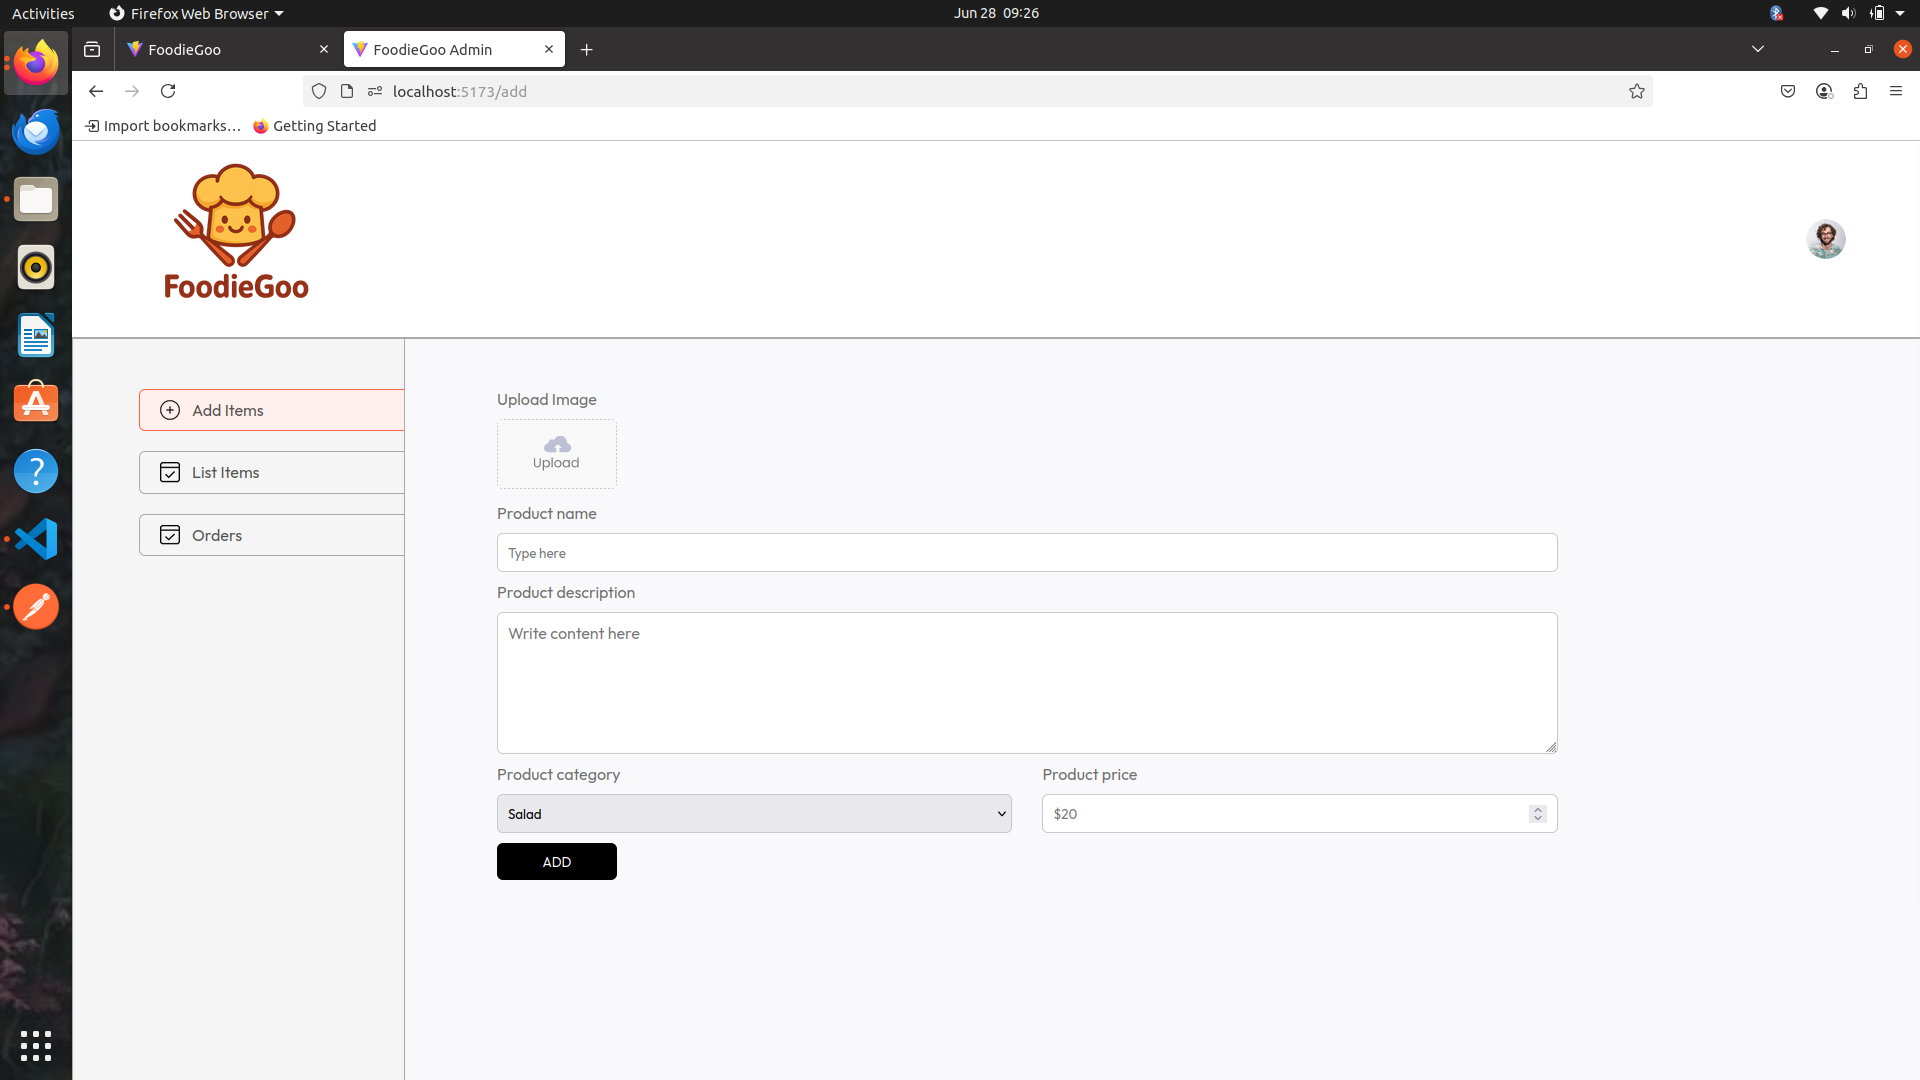 Activities
Firefox Web Browser
Jun 28 09:26
FoodieGoo
FoodieGoo Admin
localhost:5173/add
Import bookmarks…
Getting Started
FoodieGoo
Add Items
List Items
Orders
Upload Image
Upload
Product name
Type here
Product description
Write content here
Product category
Product price
Salad
$20
ADD